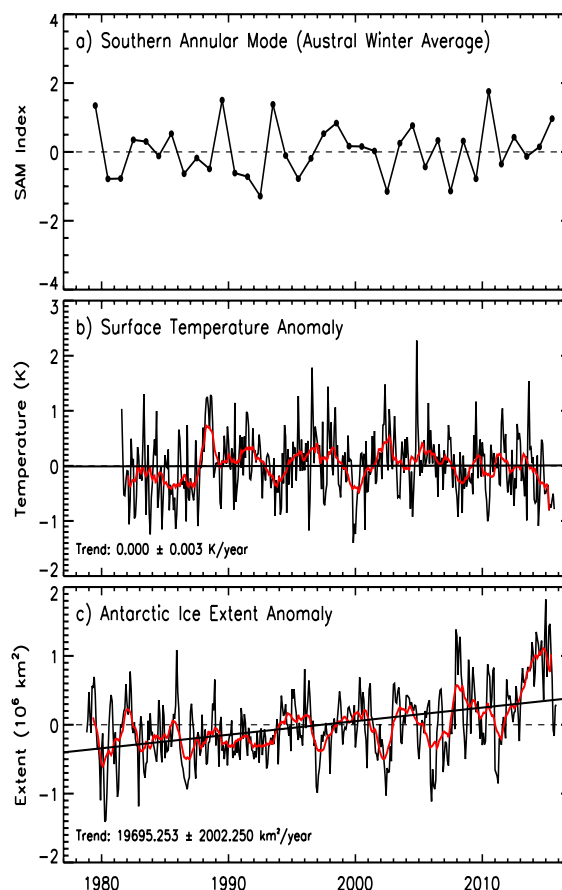 a) Southern Annular Mode (Austral Winter Average)
4
2
0
−2
−4
SAM Index
b) Surface Temperature Anomaly
3
2
1
0
−1
−2
Temperature (K)
Trend: 0.000 ± 0.003 K/year
c) Antarctic Ice Extent Anomaly
2
1
0
−1
−2
Extent (10⁶ km²)
Trend: 19695.253 ± 2002.250 km²/year
1980 1990 2000 2010